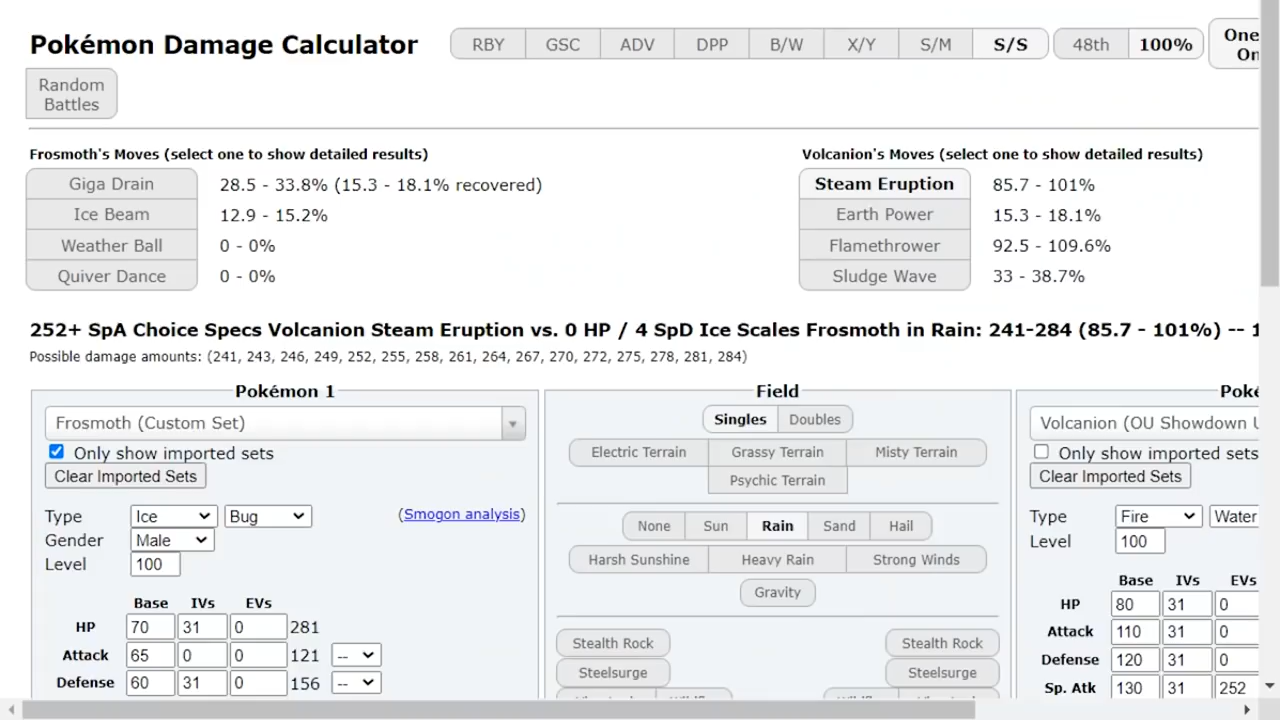 Pokémon Damage Calculator RBY GSC ADV DPP B/W X/Y S/M S/S 48th 100% One
On
Random
Battles
Frosmoth's Moves (select one to show detailed results)
Giga Drain 28.5 - 33.8% (15.3 - 18.1% recovered)
Ice Beam 12.9 - 15.2%
Weather Ball 0 - 0%
Quiver Dance 0 - 0%
Volcanion's Moves (select one to show detailed results)
Steam Eruption 85.7 - 101%
Earth Power 15.3 - 18.1%
Flamethrower 92.5 - 109.6%
Sludge Wave 33 - 38.7%
252+ SpA Choice Specs Volcanion Steam Eruption vs. 0 HP / 4 SpD Ice Scales Frosmoth in Rain: 241-284 (85.7 - 101%) -- 1
Possible damage amounts: (241, 243, 246, 249, 252, 255, 258, 261, 264, 267, 270, 272, 275, 278, 281, 284)
Pokémon 1
Frosmoth (Custom Set)
Only show imported sets
Clear Imported Sets
Type Ice Bug (Smogon analysis)
Gender Male
Level 100
Base IVs EVs
HP 70 31 0 281
Attack 65 0 0 121 --
Defense 60 31 0 156 --
Field
Singles Doubles
Electric Terrain Grassy Terrain Misty Terrain
Psychic Terrain
None Sun Rain Sand Hail
Harsh Sunshine Heavy Rain Strong Winds
Gravity
Stealth Rock Stealth Rock
Steelsurge Steelsurge
Poké
Volcanion (OU Showdown U
Only show imported sets
Clear Imported Sets
Type Fire Water
Level 100
Base IVs EVs
HP 80 31 0
Attack 110 31 0
Defense 120 31 0
Sp. Atk 130 31 252